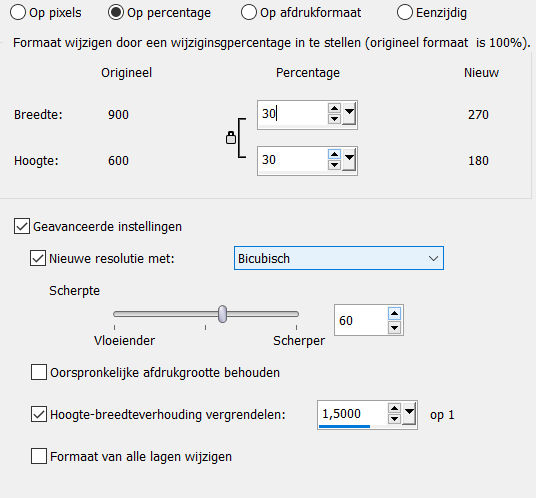 Op pixels Op percentage Op afdrukformaat Eenzijdig
Formaat wijzigen door een wijziginsgpercentage in te stellen (origineel formaat is 100%).
Origineel Percentage Nieuw
Breedte: 900 30 270
Hoogte: 600 30 180
Geavanceerde instellingen
Nieuwe resolutie met: Bicubisch
Scherpte
60
Vloeiender Scherper
Oorspronkelijke afdrukgrootte behouden
Hoogte-breedteverhouding vergrendelen: 1,5000 op 1
Formaat van alle lagen wijzigen